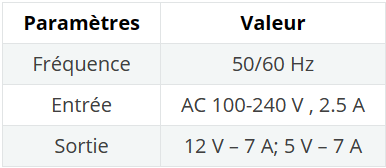 Paramètres Valeur
Fréquence 50/60 Hz
Entrée AC 100-240 V , 2.5 A
Sortie 12 V – 7 A; 5 V – 7 A